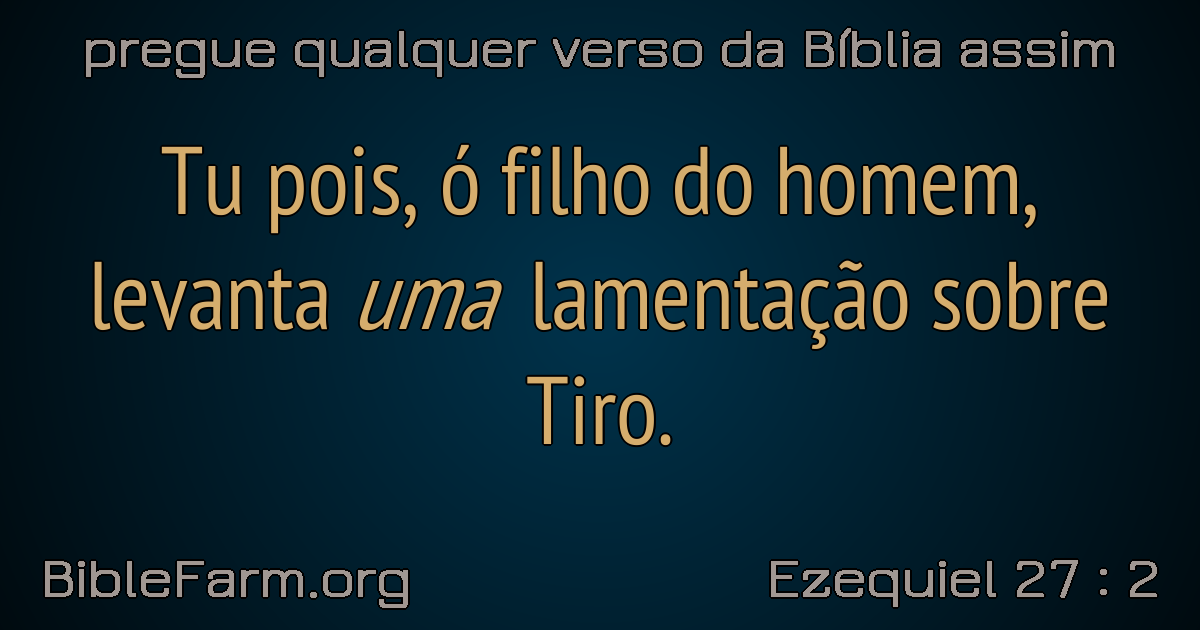 pregue qualquer verso da Bíblia assim
Tu pois, ó filho do homem,
levanta uma lamentação sobre
Tiro.
BibleFarm.org
Ezequiel 27 : 2